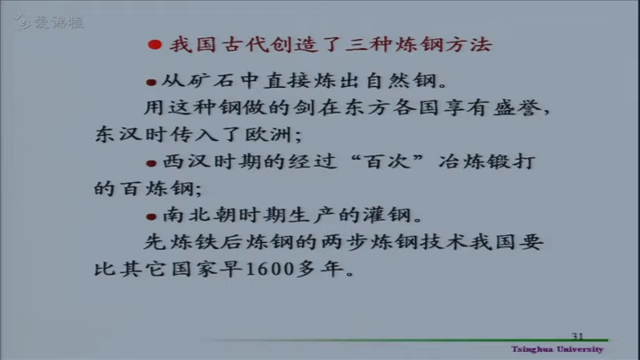 爱课程
●我国古代创造了三种炼钢方法
●从矿石中直接炼出自然钢。
用这种钢做的剑在东方各国享有盛誉，
东汉时传入了欧洲;
●西汉时期的经过“百次”冶炼锻打
的百炼钢;
●南北朝时期生产的灌钢。
先炼铁后炼钢的两步炼钢技术我国要
比其它国家早1600多年。
31
Tsinghua University